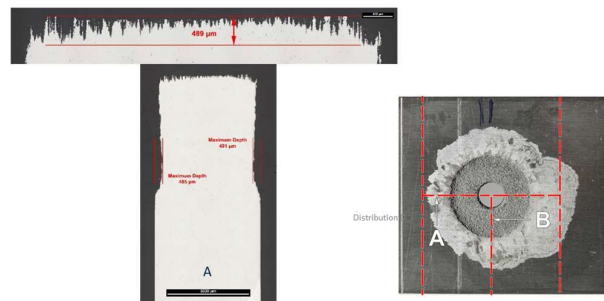 489 µm
Maximum Depth
491 µm
Maximum Depth
485 µm
A
Distribution
A
B